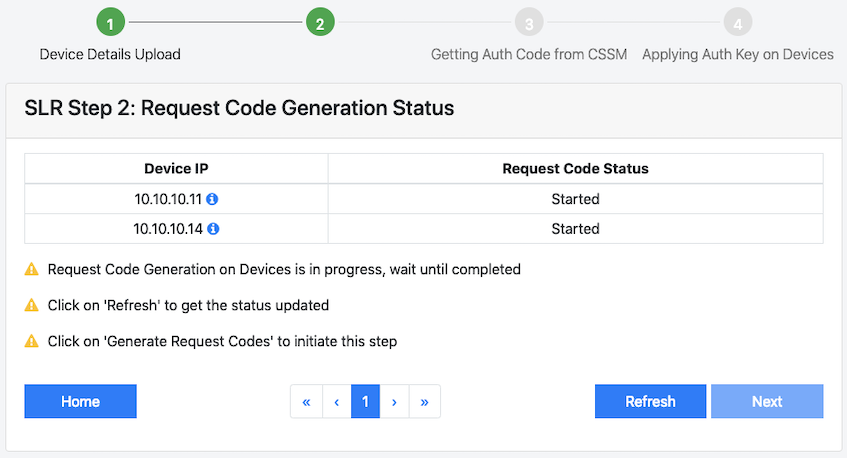 1 2 3 4
Device Details Upload Getting Auth Code from CSSM Applying Auth Key on Devices
SLR Step 2: Request Code Generation Status
Device IP Request Code Status
10.10.10.11 Started
10.10.10.14 Started
Request Code Generation on Devices is in progress, wait until completed
Click on 'Refresh' to get the status updated
Click on 'Generate Request Codes' to initiate this step
Home « ‹ 1 › » Refresh Next